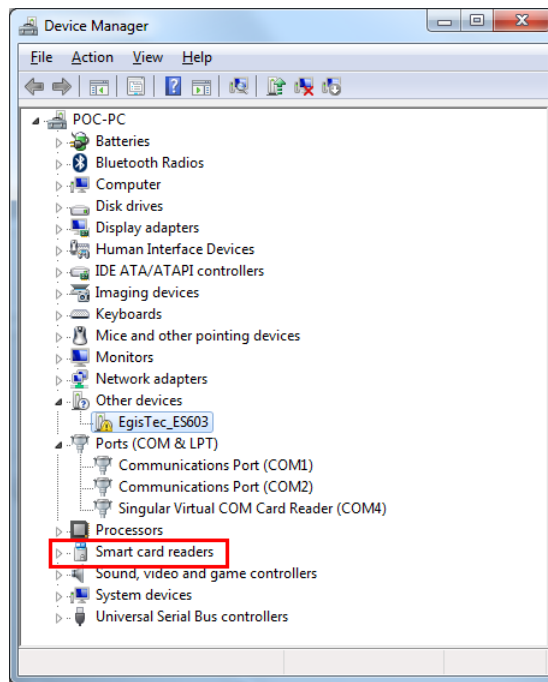 Device Manager
File Action View Help
POC-PC
Batteries
Bluetooth Radios
Computer
Disk drives
Display adapters
Human Interface Devices
IDE ATA/ATAPI controllers
Imaging devices
Keyboards
Mice and other pointing devices
Monitors
Network adapters
Other devices
EgisTec_ES603
Ports (COM & LPT)
Communications Port (COM1)
Communications Port (COM2)
Singular Virtual COM Card Reader (COM4)
Processors
Smart card readers
Sound, video and game controllers
System devices
Universal Serial Bus controllers